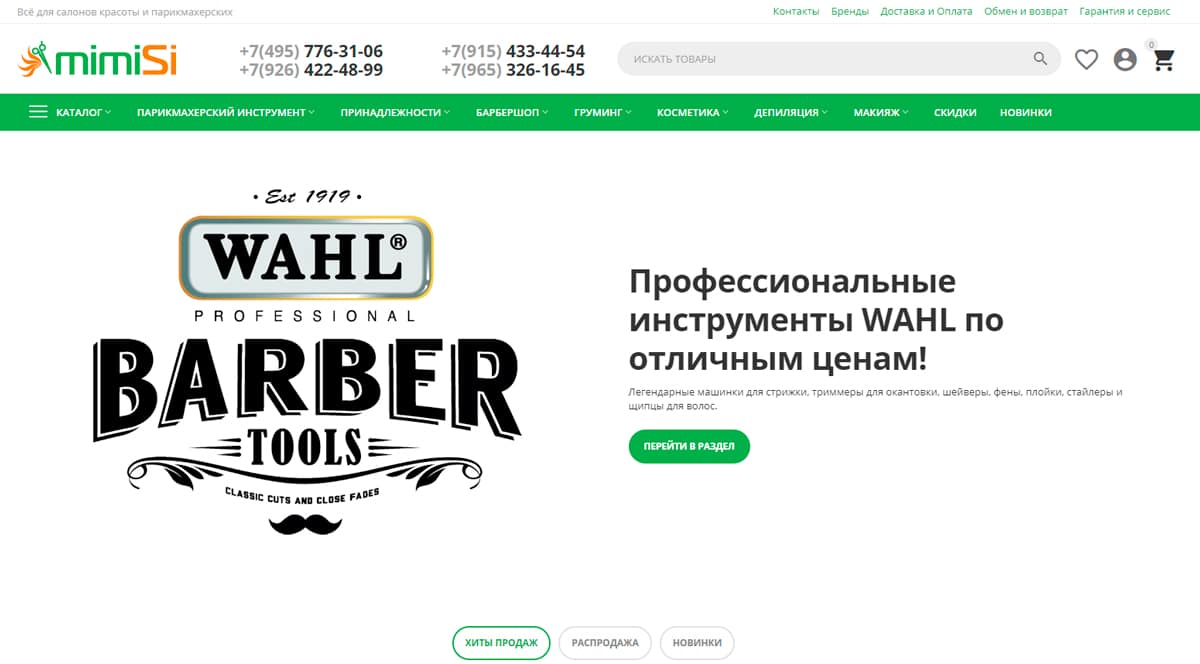 Всё для салонов красоты и парикмахерских
Контакты Бренды Доставка и Оплата Обмен и возврат Гарантия и сервис
mimiSi
+7(495) 776-31-06
+7(926) 422-48-99
+7(915) 433-44-54
+7(965) 326-16-45
ИСКАТЬ ТОВАРЫ
0
КАТАЛОГ ПАРИКМАХЕРСКИЙ ИНСТРУМЕНТ ПРИНАДЛЕЖНОСТИ БАРБЕРШОП ГРУМИНГ КОСМЕТИКА ДЕПИЛЯЦИЯ МАКИЯЖ СКИДКИ НОВИНКИ
• Est 1919 •
WAHL®
PROFESSIONAL
BARBER
TOOLS
CLASSIC CUTS AND CLOSE FADES
Профессиональные
инструменты WAHL по
отличным ценам!
Легендарные машинки для стрижки, триммеры для окантовки, шейверы, фены, плойки, стайлеры и
щипцы для волос.
ПЕРЕЙТИ В РАЗДЕЛ
ХИТЫ ПРОДАЖ РАСПРОДАЖА НОВИНКИ